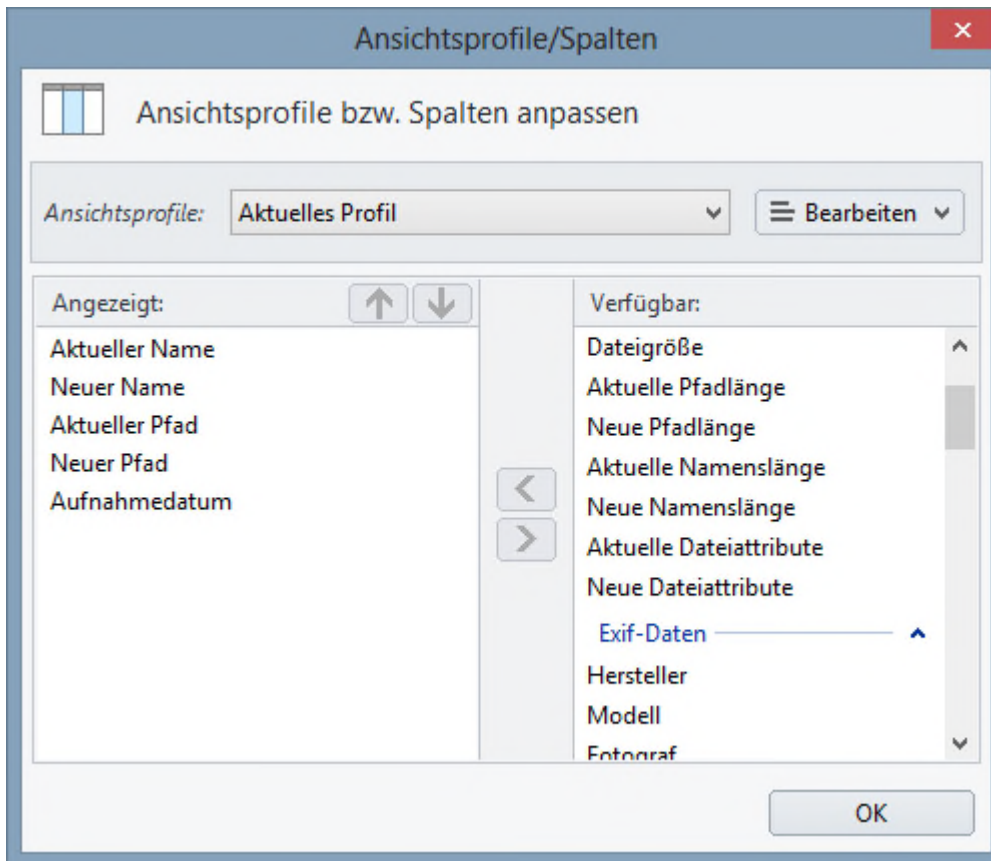 Ansichtsprofile/Spalten
Ansichtsprofile bzw. Spalten anpassen
Ansichtsprofile: Aktuelles Profil Bearbeiten
Angezeigt:
Aktueller Name
Neuer Name
Aktueller Pfad
Neuer Pfad
Aufnahmedatum
Verfügbar:
Dateigröße
Aktuelle Pfadlänge
Neue Pfadlänge
Aktuelle Namenslänge
Neue Namenslänge
Aktuelle Dateiattribute
Neue Dateiattribute
Exif-Daten
Hersteller
Modell
Fotograf
OK